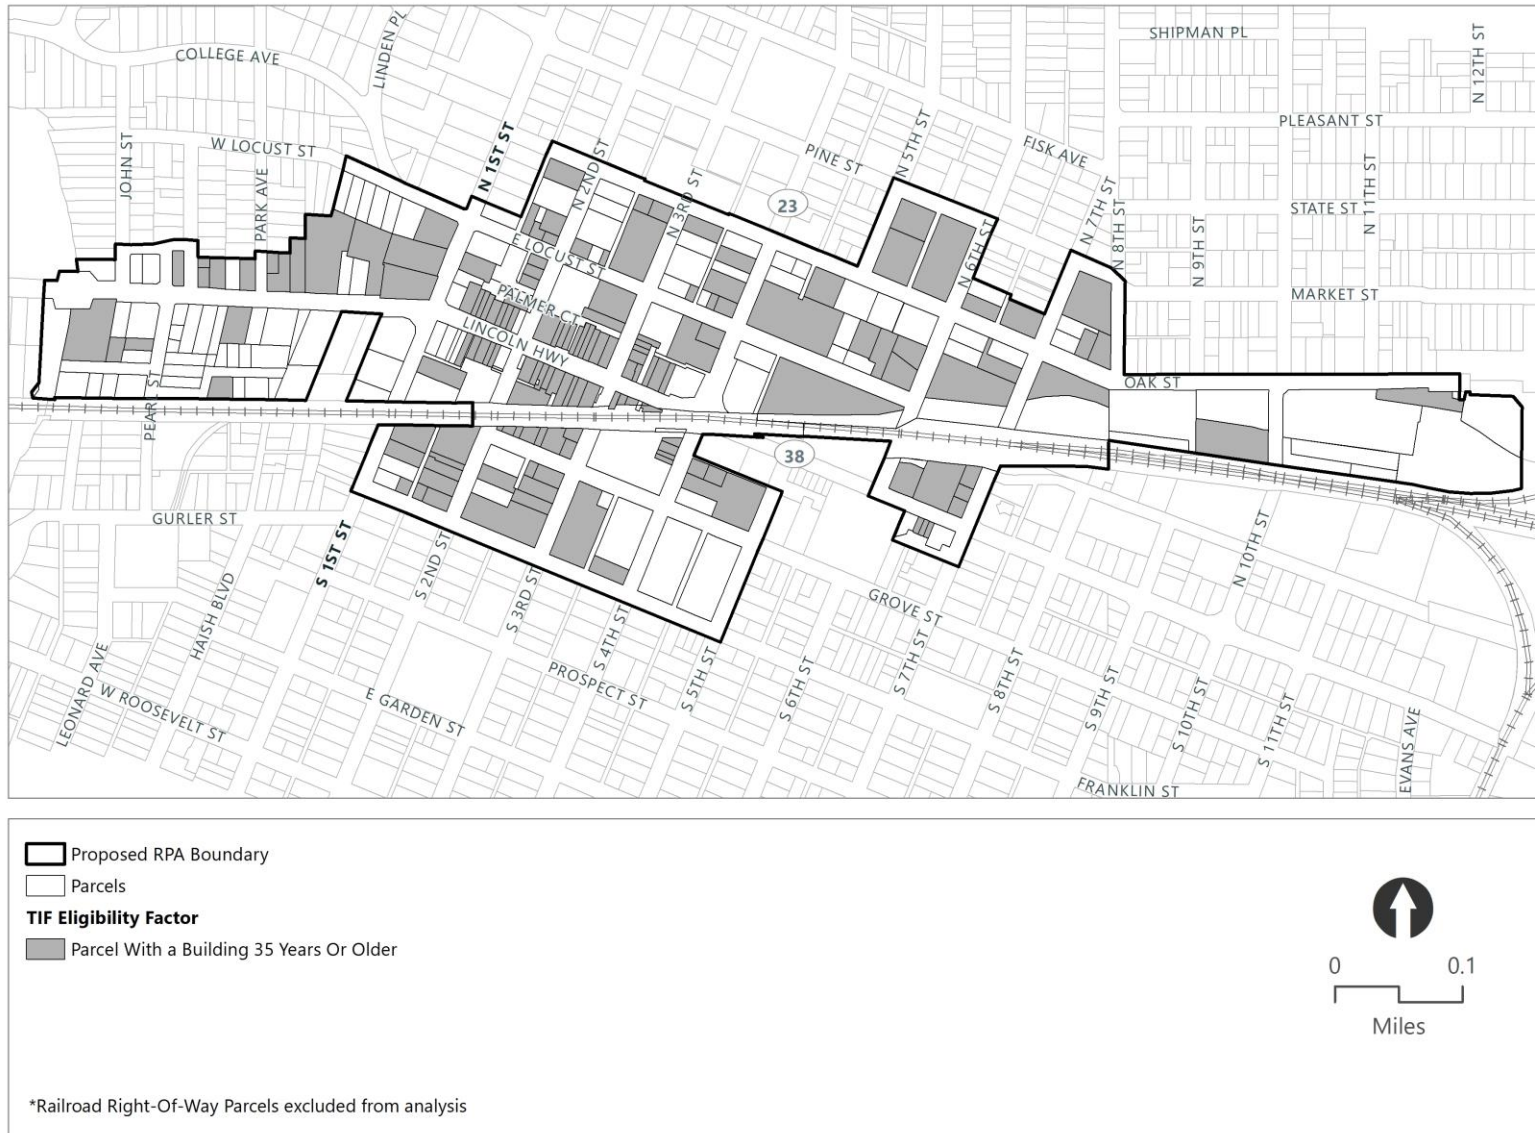 SHIPMAN PL
N 12TH ST
LINDEN PL
COLLEGE AVE
PLEASANT ST
N 5TH ST
FISK AVE
PINE ST
W LOCUST ST
JOHN ST
N 1ST ST
N 2ND ST
N 3RD ST
PARK AVE
23
N 7TH ST
N 8TH ST
N 11TH ST
STATE ST
N 9TH ST
E LOCUST ST
N 6TH ST
MARKET ST
PALMER CT
LINCOLN HWY
OAK ST
PEARL ST
38
GURLER ST
N 10TH ST
S 1ST ST
S 2ND ST
HAISH BLVD
S 3RD ST
GROVE ST
S 4TH ST
S 7TH ST
LEONARD AVE
S 5TH ST
S 6TH ST
S 8TH ST
PROSPECT ST
S 9TH ST
S 10TH ST
W ROOSEVELT ST
E GARDEN ST
S 11TH ST
EVANS AVE
FRANKLIN ST
Proposed RPA Boundary
Parcels
TIF Eligibility Factor
Parcel With a Building 35 Years Or Older
0 0.1
Miles
*Railroad Right-Of-Way Parcels excluded from analysis